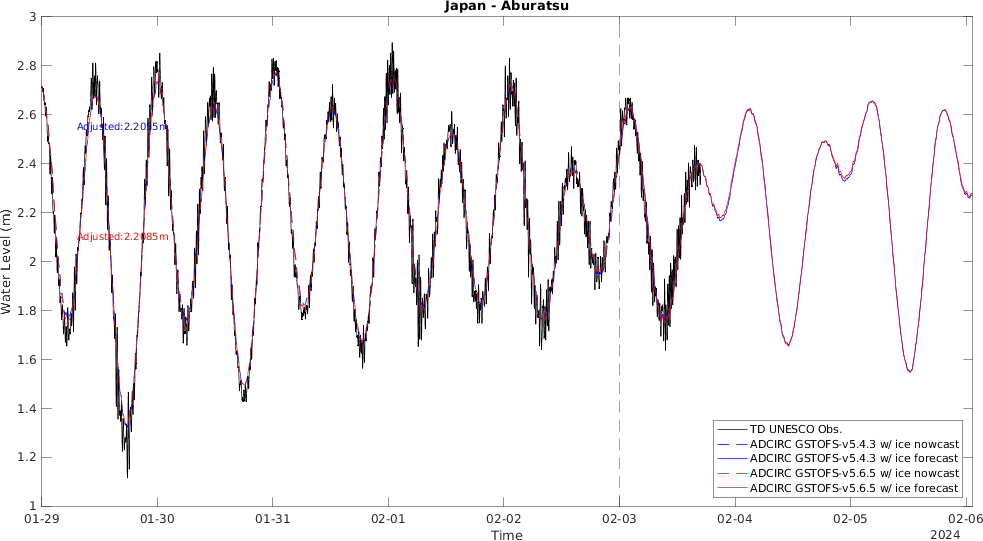 Japan - Aburatsu
Water Level (m)
3
2.8
2.6
2.4
2.2
2
1.8
1.6
1.4
1.2
1
Adjusted:2.2055m
Adjusted:2.2085m
TD UNESCO Obs.
ADCIRC GSTOFS-v5.4.3 w/ ice nowcast
ADCIRC GSTOFS-v5.4.3 w/ ice forecast
ADCIRC GSTOFS-v5.6.5 w/ ice nowcast
ADCIRC GSTOFS-v5.6.5 w/ ice forecast
01-29 01-30 01-31 02-01 02-02 02-03 02-04 02-05 02-06
Time
2024